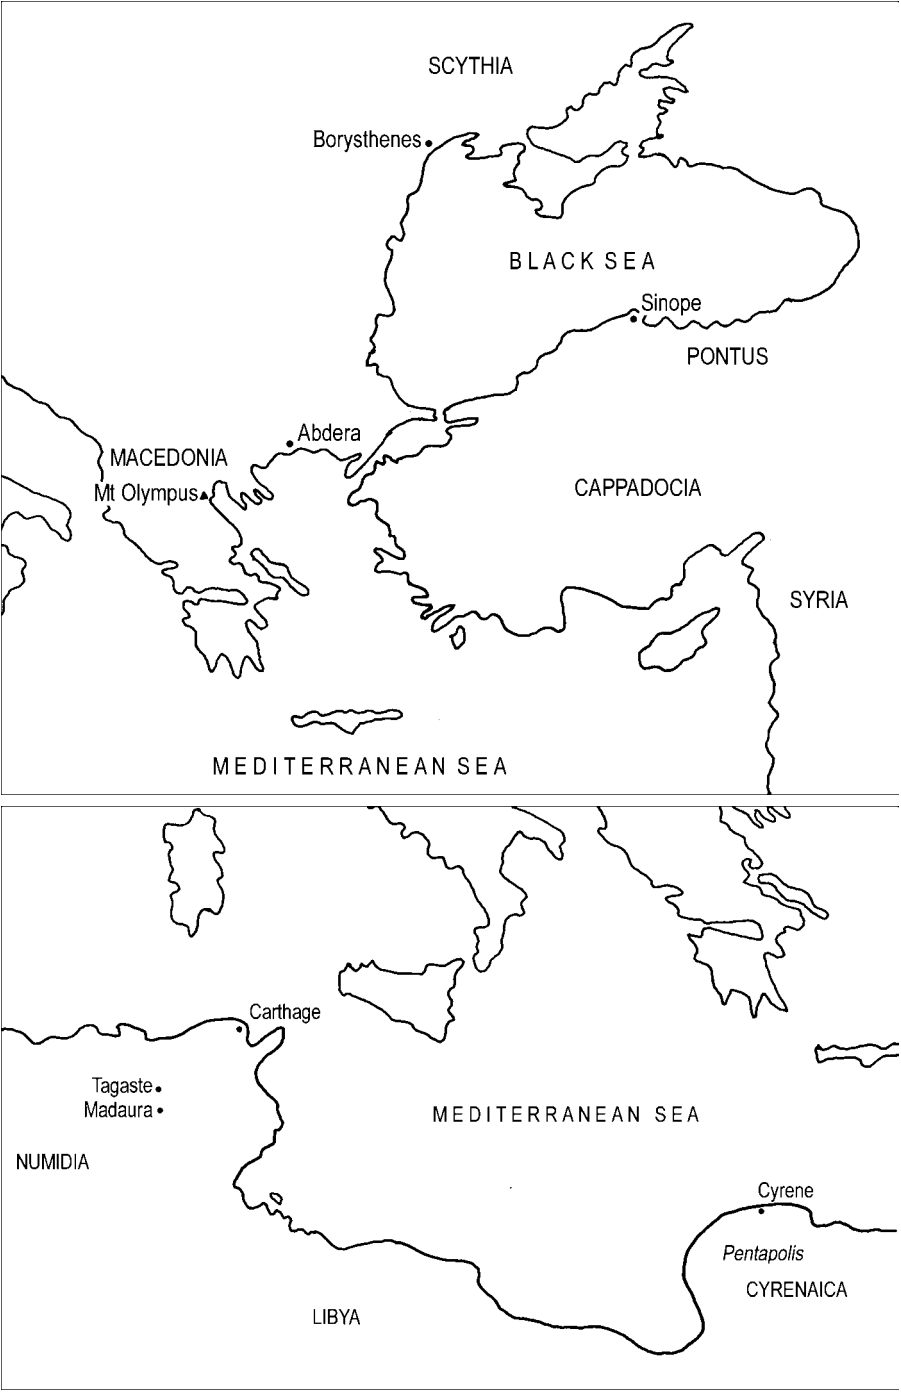 SCYTHIA
Borysthenes
BLACK SEA
Sinope
PONTUS
Abdera
MACEDONIA
Mt Olympus
CAPPADOCIA
SYRIA
MEDITERRANEAN SEA
Carthage
Tagaste
Madaura
MEDITERRANEAN SEA
NUMIDIA
Cyrene
Pentapolis
CYRENAICA
LIBYA